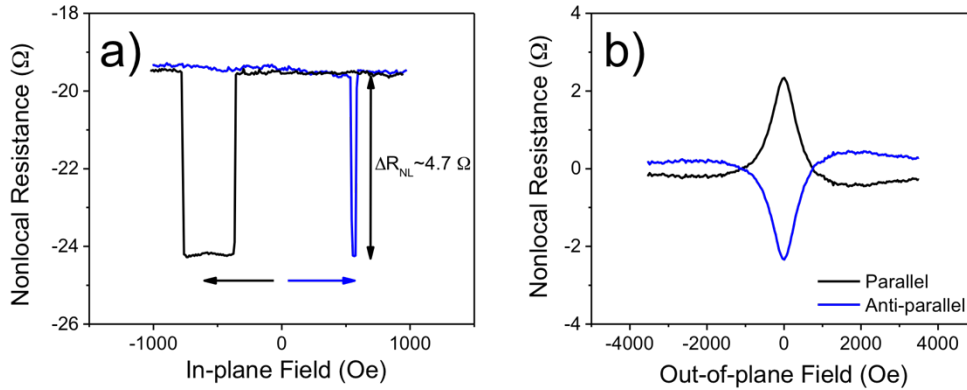 a)
Nonlocal Resistance (Ω)
-18
-20
-22
-24
-26
ΔR_NL~4.7 Ω
-1000
0
1000
In-plane Field (Oe)
b)
Nonlocal Resistance (Ω)
4
2
0
-2
-4
Parallel
Anti-parallel
-4000
-2000
0
2000
4000
Out-of-plane Field (Oe)